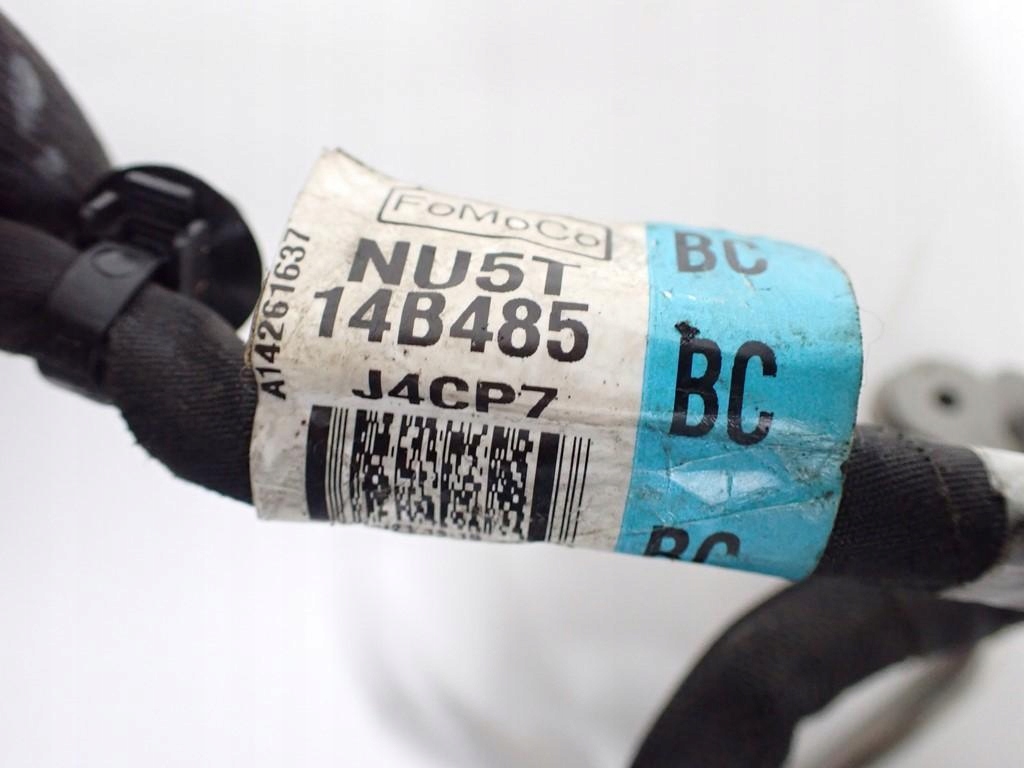 FoMoCo
NU5T
14B485
J4CP7
A14261637
BC
BC
BC